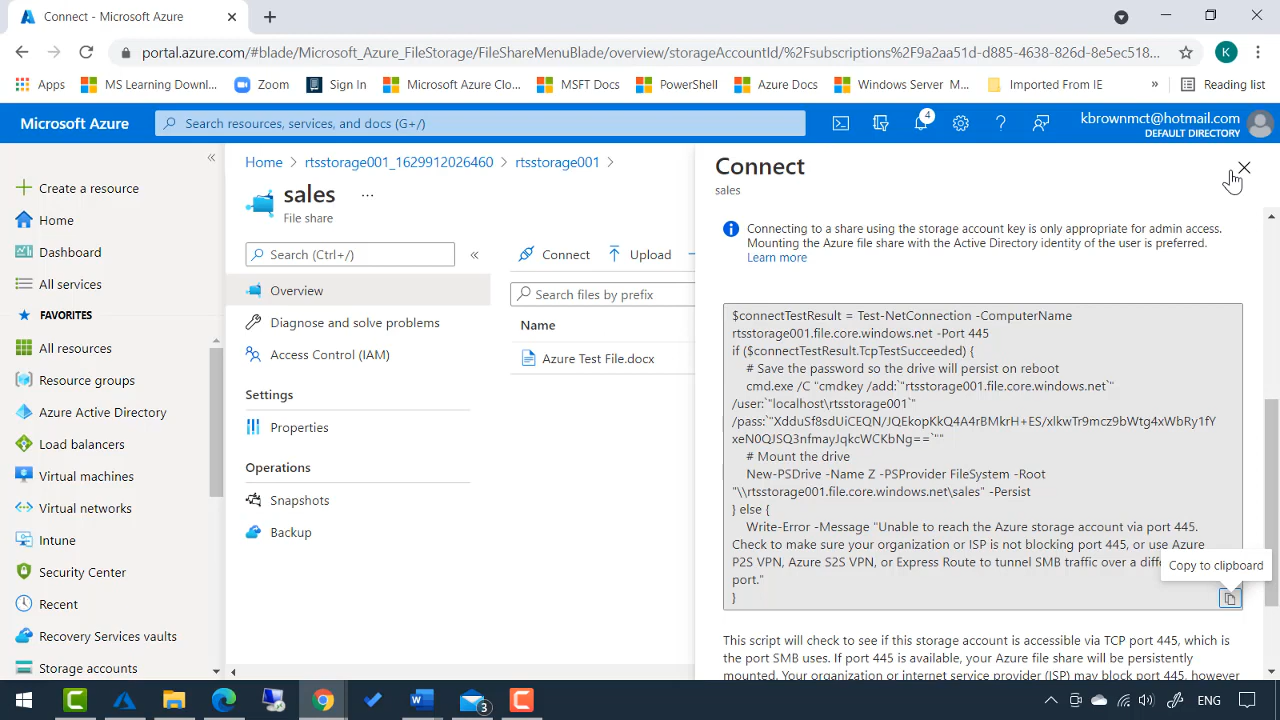 Connect - Microsoft Azure
portal.azure.com/#blade/Microsoft_Azure_FileStorage/FileShareMenuBlade/overview/storageAccountId/%2Fsubscriptions%2F9a2aa51d-d885-4638-826d-8e5ec518...
K
Apps
MS Learning Downl...
Zoom
Sign In
Microsoft Azure Clo...
MSFT Docs
PowerShell
Azure Docs
Windows Server M...
Imported From IE
»
Reading list
Microsoft Azure
Search resources, services, and docs (G+/)
4
kbrownmct@hotmail.com
DEFAULT DIRECTORY
«
Create a resource
Home
Dashboard
All services
FAVORITES
All resources
Resource groups
Azure Active Directory
Load balancers
Virtual machines
Virtual networks
Intune
Security Center
Recent
Recovery Services vaults
Storage accounts
Home > rtsstorage001_1629912026460 > rtsstorage001 >
sales ...
File share
Search (Ctrl+/)
«
Overview
Diagnose and solve problems
Access Control (IAM)
Settings
Properties
Operations
Snapshots
Backup
Connect
Upload
Search files by prefix
Name
Azure Test File.docx
Connect
sales
Connecting to a share using the storage account key is only appropriate for admin access.
Mounting the Azure file share with the Active Directory identity of the user is preferred.
Learn more
$connectTestResult = Test-NetConnection -ComputerName
rtsstorage001.file.core.windows.net -Port 445
if ($connectTestResult.TcpTestSucceeded) {
# Save the password so the drive will persist on reboot
cmd.exe /C "cmdkey /add:`"rtsstorage001.file.core.windows.net`"
/user:`"localhost\rtsstorage001`"
/pass:`"XdduSf8sdUiCEQN/JQEkopKkQ4A4rBMkrH+ES/xlkwTr9mcz9bWtg4xWbRy1fY
xeN0QJSQ3nfmayJqkcWCKbNg==`""
# Mount the drive
New-PSDrive -Name Z -PSProvider FileSystem -Root
"\\rtsstorage001.file.core.windows.net\sales" -Persist
} else {
Write-Error -Message "Unable to reach the Azure storage account via port 445.
Check to make sure your organization or ISP is not blocking port 445, or use Azure
P2S VPN, Azure S2S VPN, or Express Route to tunnel SMB traffic over a
port."
}
Copy to clipboard
This script will check to see if this storage account is accessible via TCP port 445, which is
the port SMB uses. If port 445 is available, your Azure file share will be persistently
mounted. Your organization or internet service provider (ISP) may block port 445, however
3
ENG